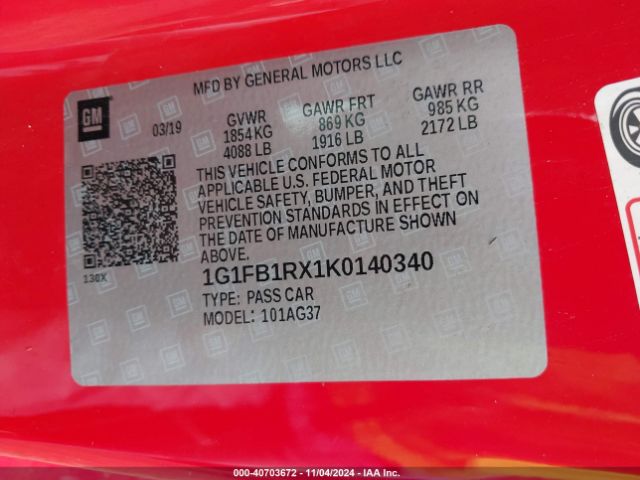 MFD BY GENERAL MOTORS LLC
GM
03/19
GVWR GAWR FRT GAWR RR
1854 KG 869 KG 985 KG
4088 LB 1916 LB 2172 LB
THIS VEHICLE CONFORMS TO ALL
APPLICABLE U.S. FEDERAL MOTOR
VEHICLE SAFETY, BUMPER, AND THEFT
PREVENTION STANDARDS IN EFFECT ON
THE DATE OF MANUFACTURE SHOWN
ABOVE.
130X
1G1FB1RX1K0140340
TYPE: PASS CAR
MODEL: 101AG37
000-40703672 - 11/04/2024 - IAA Inc.